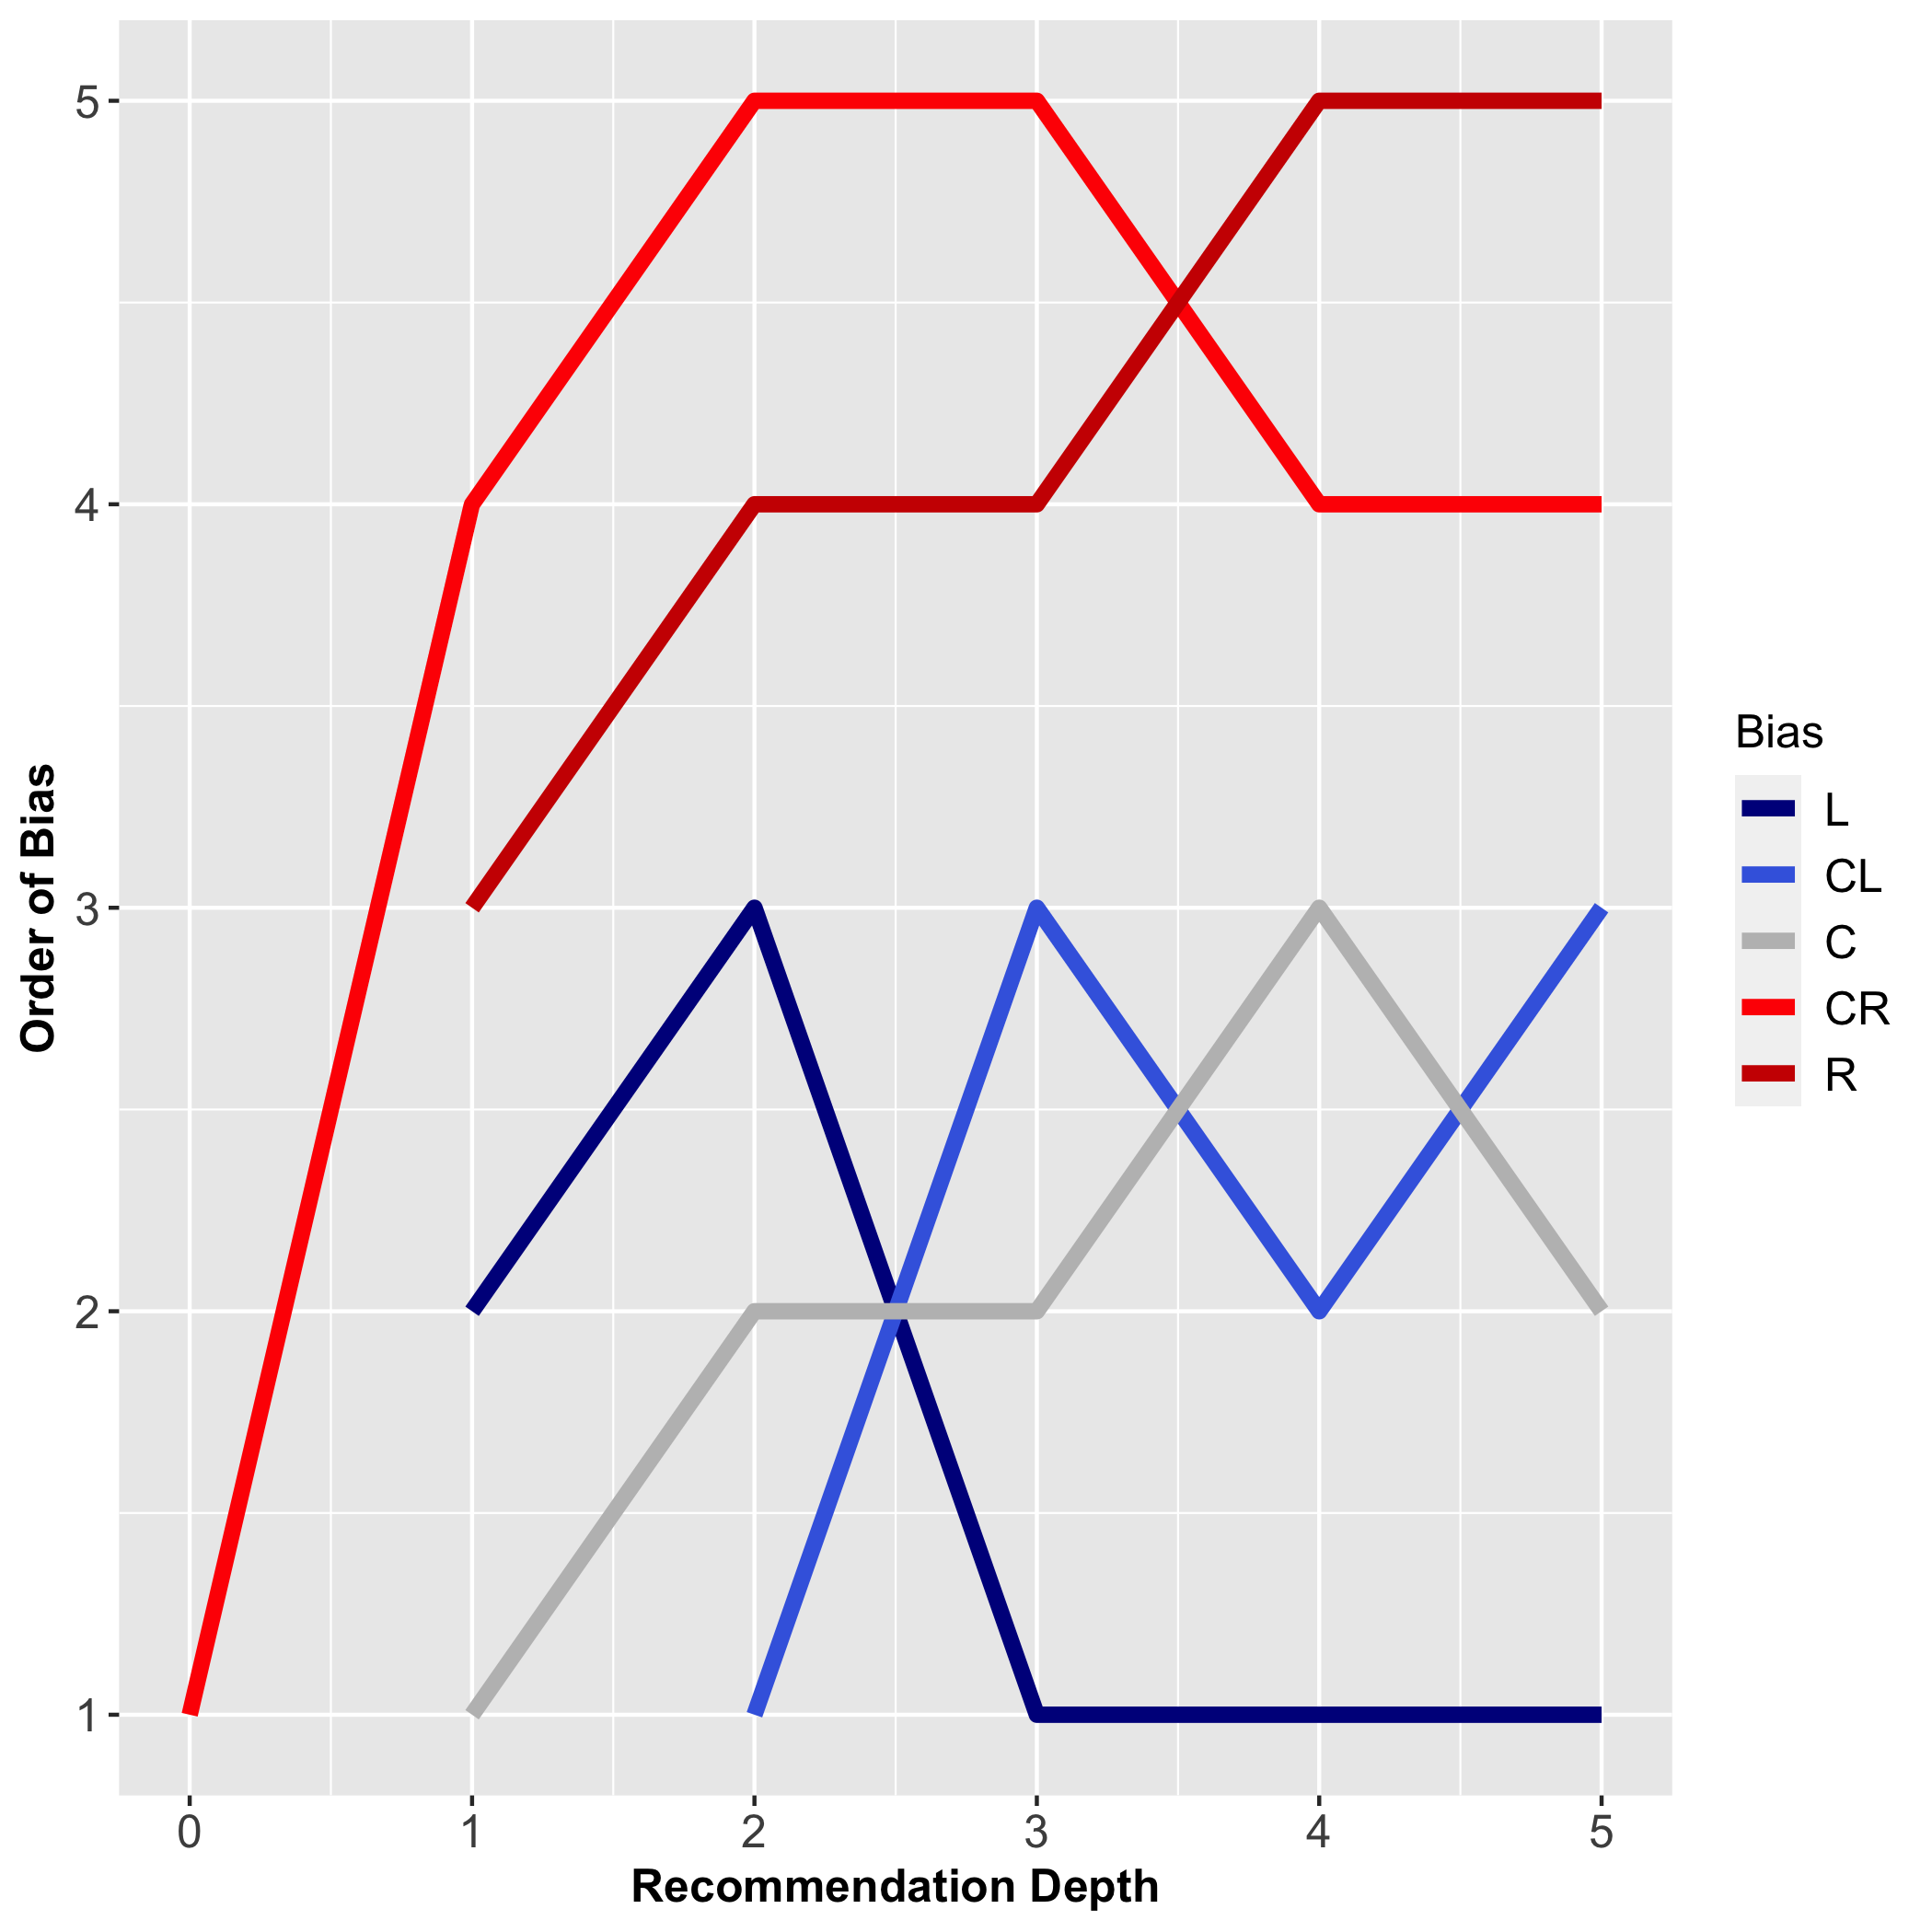 5
4
3
2
1
Order of Bias
0 1 2 3 4 5
Recommendation Depth
Bias
L
CL
C
CR
R